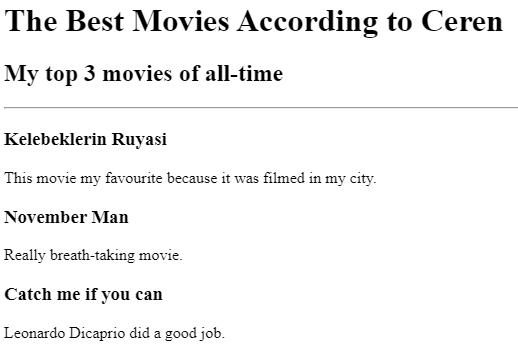 The Best Movies According to Ceren
My top 3 movies of all-time
Kelebeklerin Ruyasi
This movie my favourite because it was filmed in my city.
November Man
Really breath-taking movie.
Catch me if you can
Leonardo Dicaprio did a good job.